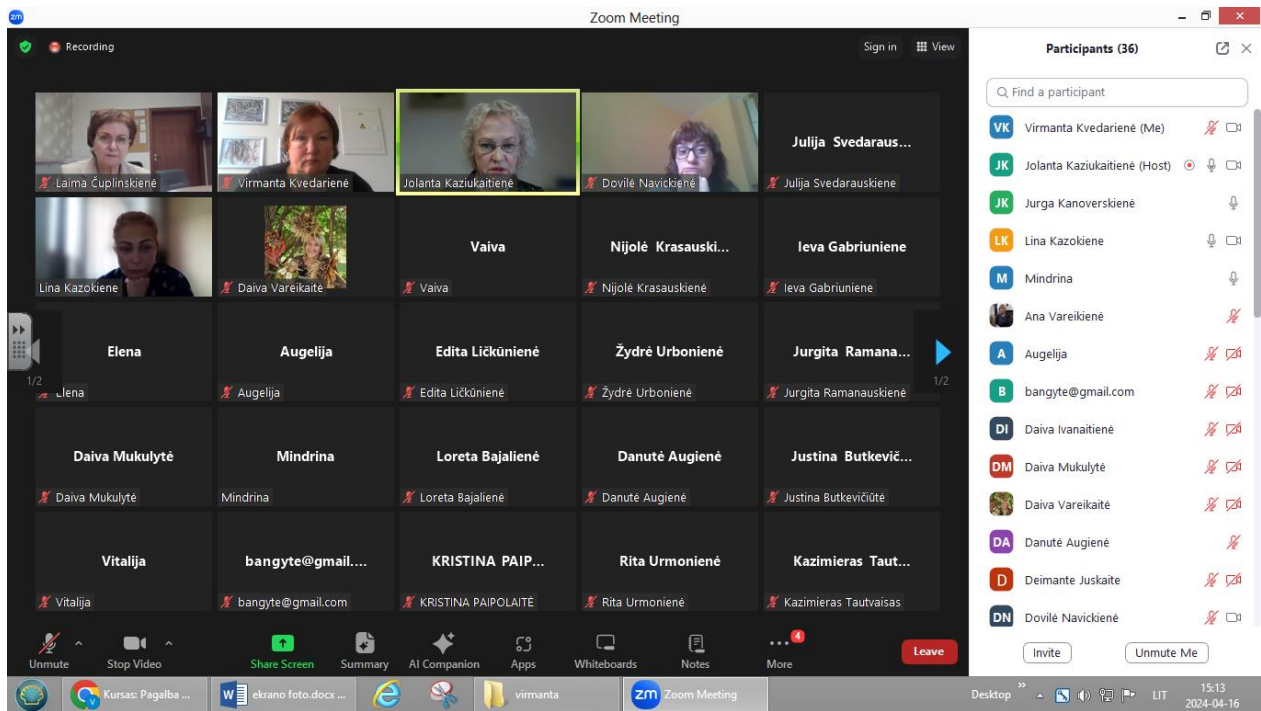 zm
Zoom Meeting
Recording
Sign in
View
Laima Čuplinskienė
Virmanta Kvedarienė
Jolanta Kaziukaitienė
Dovilė Navickienė
Julija Svedaraus...
Julija Svedarauskiene
Lina Kazokiene
Daiva Vareikaitė
Vaiva
Vaiva
Nijolė Krasauski...
Nijolė Krasauskienė
Ieva Gabriuniene
Ieva Gabriuniene
1/2
Elena
Elena
Augelija
Augelija
Edita Ličkūnienė
Edita Ličkūnienė
Žydrė Urbonienė
Žydrė Urbonienė
Jurgita Ramana...
Jurgita Ramanauskienė
1/2
Daiva Mukulytė
Daiva Mukulytė
Mindrina
Mindrina
Loreta Bajalienė
Loreta Bajalienė
Danutė Augienė
Danutė Augienė
Justina Butkevič...
Justina Butkevičiūtė
Vitalija
Vitalija
bangyte@gmail....
bangyte@gmail.com
KRISTINA PAIP...
KRISTINA PAIPOLAITĖ
Rita Urmonienė
Rita Urmonienė
Kazimieras Taut...
Kazimieras Tautvaisas
Unmute
Stop Video
Share Screen
Summary
AI Companion
Apps
Whiteboards
Notes
4
More
Leave
Participants (36)
Find a participant
VK Virmanta Kvedarienė (Me)
JK Jolanta Kaziukaitienė (Host)
JK Jurga Kanoverskienė
LK Lina Kazokiene
M Mindrina
Ana Vareikienė
A Augelija
B bangyte@gmail.com
DI Daiva Ivanaitienė
DM Daiva Mukulytė
Daiva Vareikaitė
DA Danutė Augienė
D Deimante Juskaite
DN Dovilė Navickienė
Invite
Unmute Me
Kursas: Pagalba ...
ekrano foto.docx ...
virmanta
zm Zoom Meeting
Desktop
LIT
15:13
2024-04-16